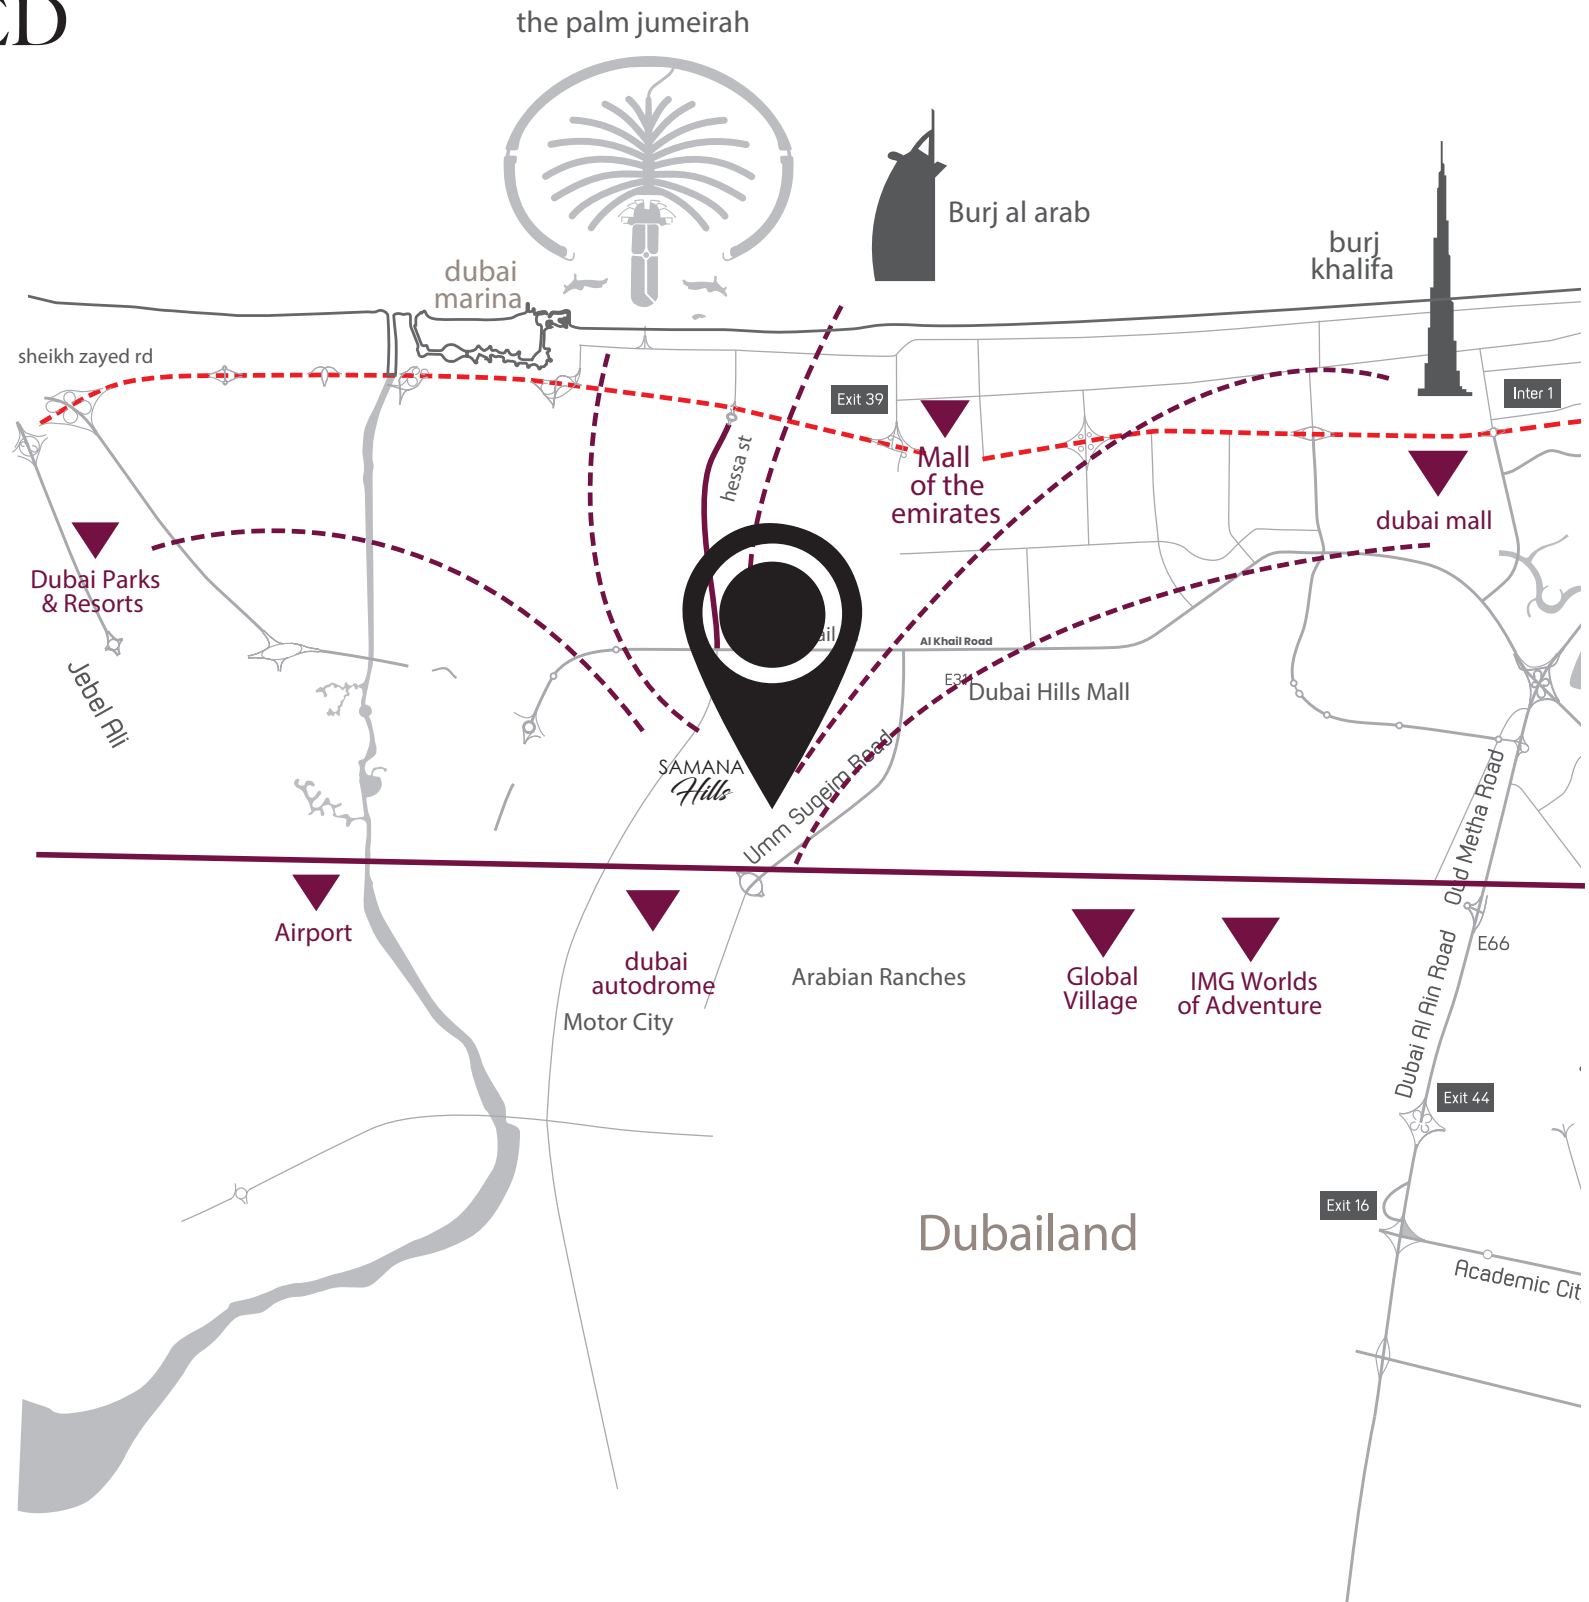 the palm jumeirah
Burj al arab
burj
khalifa
dubai
marina
sheikh zayed rd
Exit 39
Inter 1
hessa st
Mall
of the
emirates
dubai mall
Dubai Parks
& Resorts
Al Khail Road
Jebel Ali
Dubai Hills Mall
SAMANA
Hills
Umm Suqeim Road
Oud Metha Road
Airport
dubai
autodrome
Motor City
Arabian Ranches
Global
Village
IMG Worlds
of Adventure
E66
Dubai Al Ain Road
Exit 44
Exit 16
Dubailand
Academic